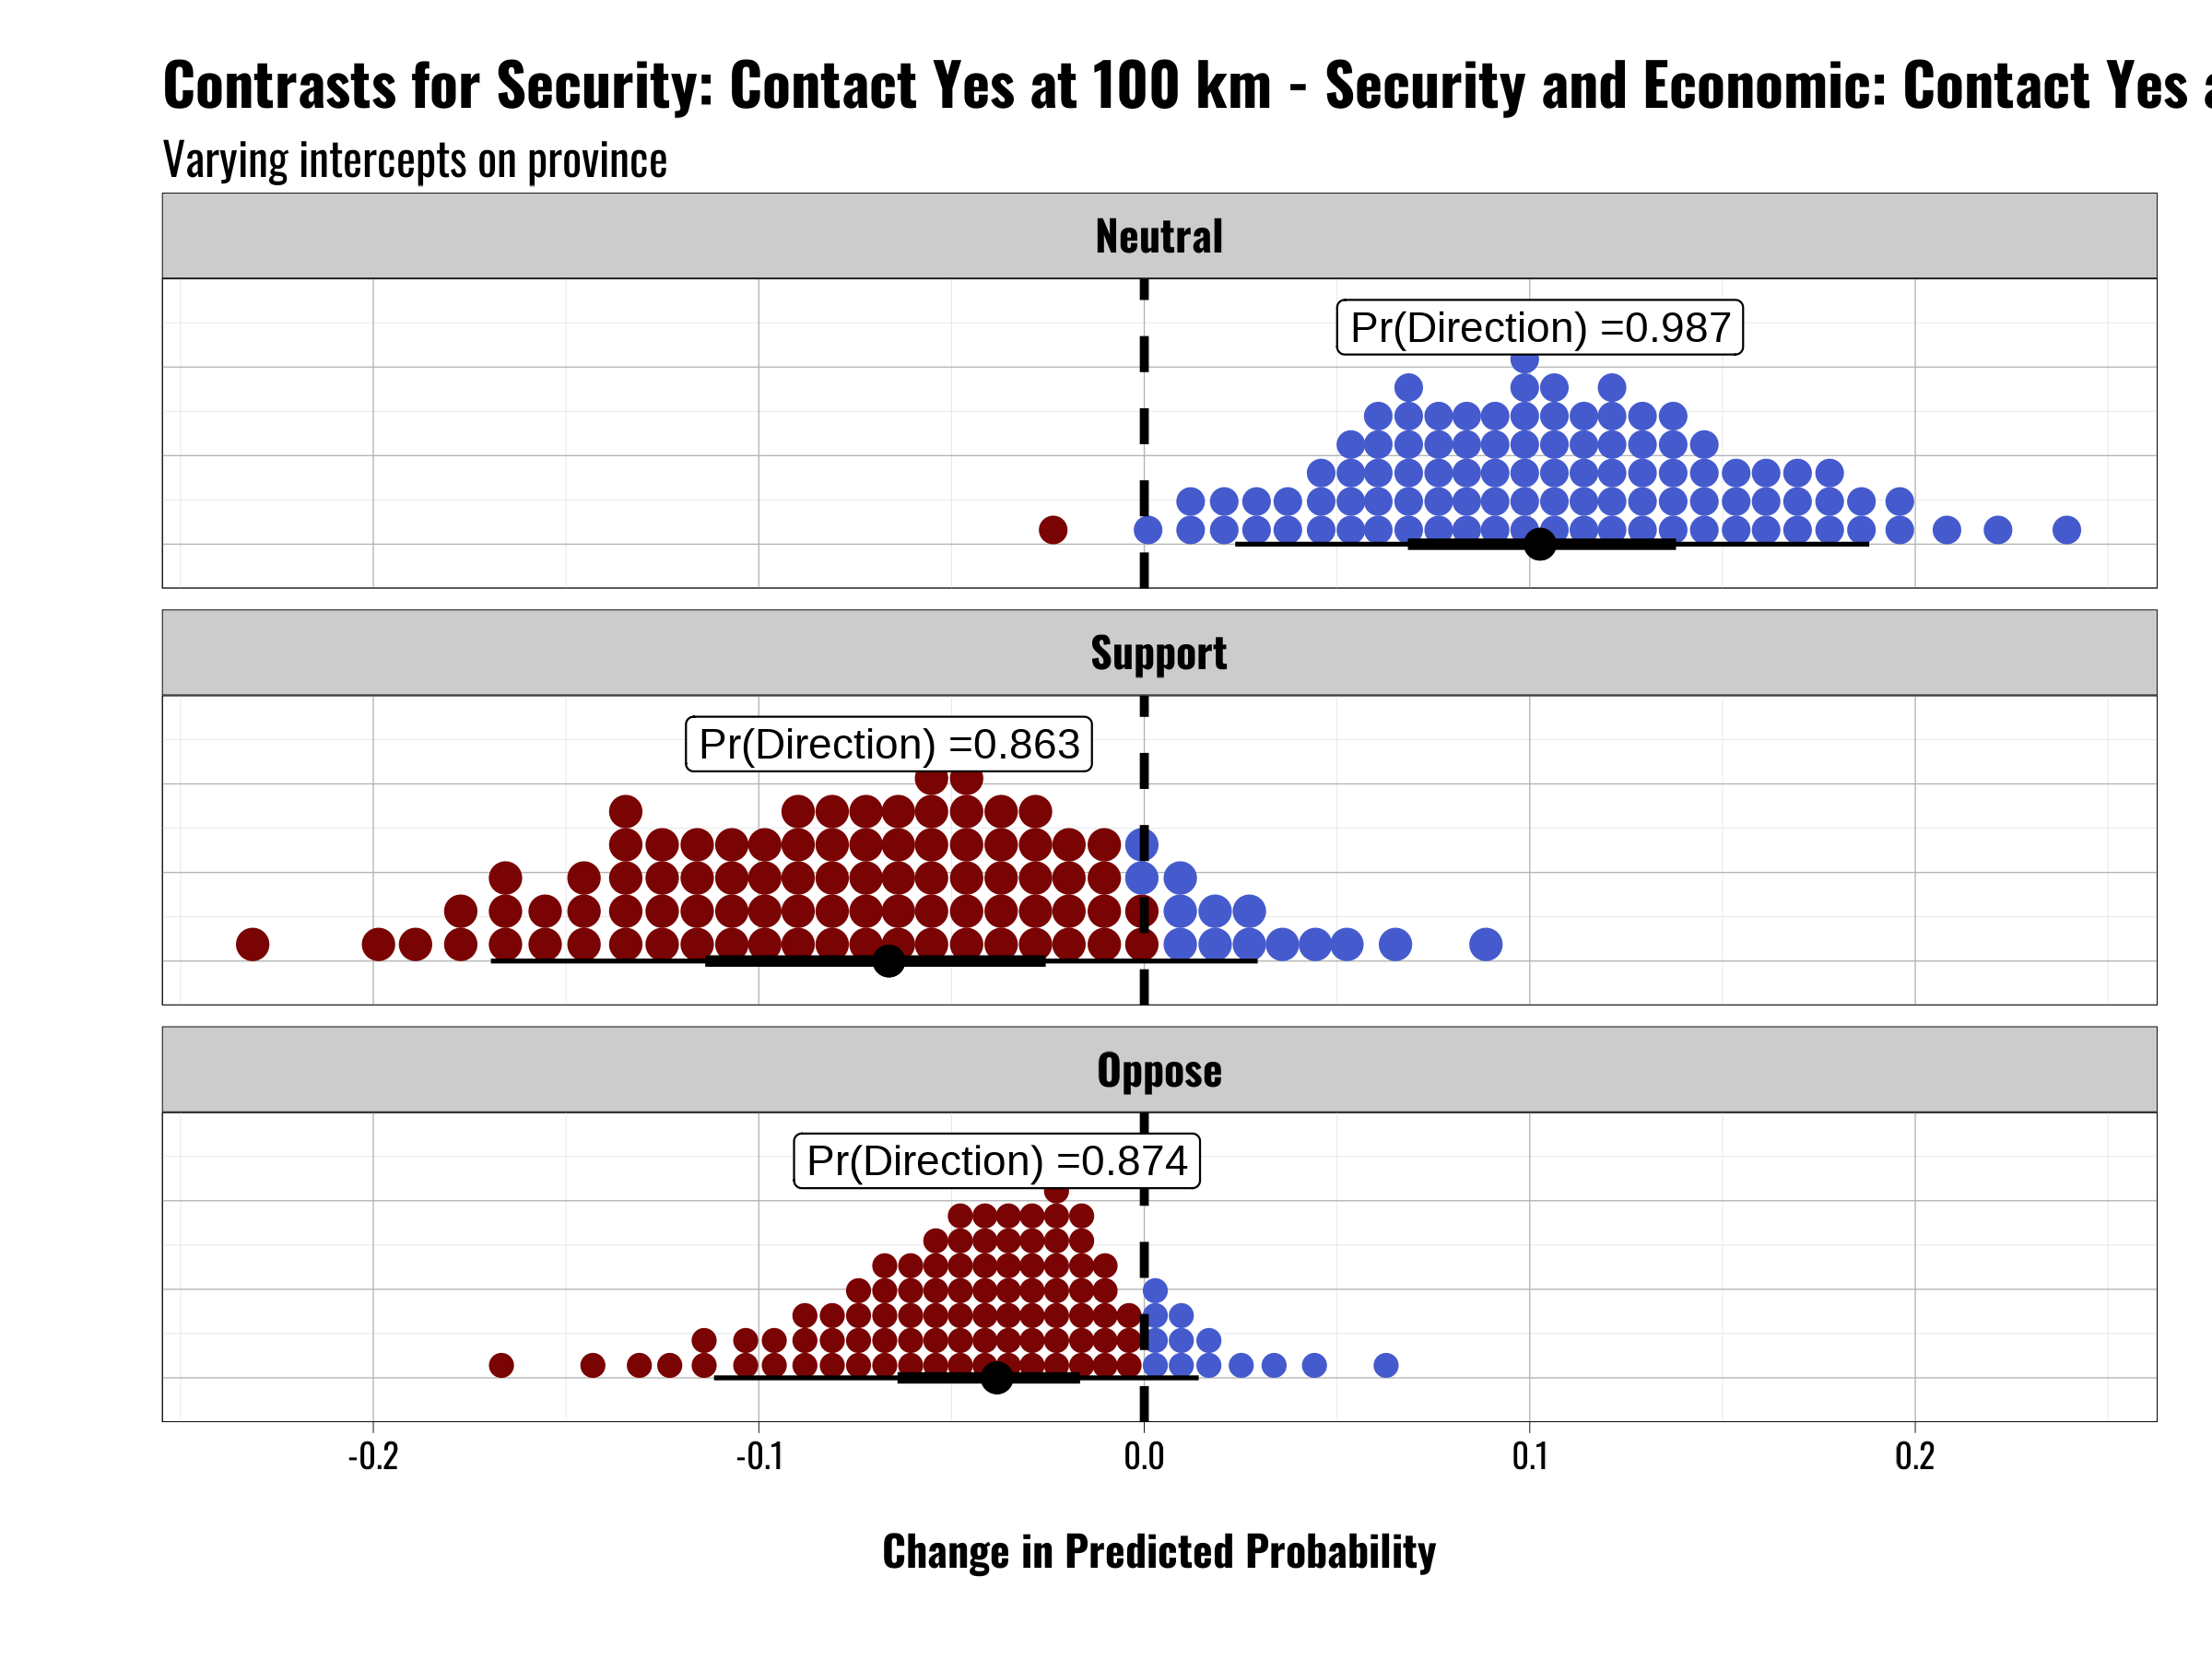 Contrasts for Security: Contact Yes at 100 km - Security and Economic: Contact Yes
Varying intercepts on province
Neutral
Pr(Direction) =0.987
Support
Pr(Direction) =0.863
Oppose
Pr(Direction) =0.874
-0.2 -0.1 0.0 0.1 0.2
Change in Predicted Probability